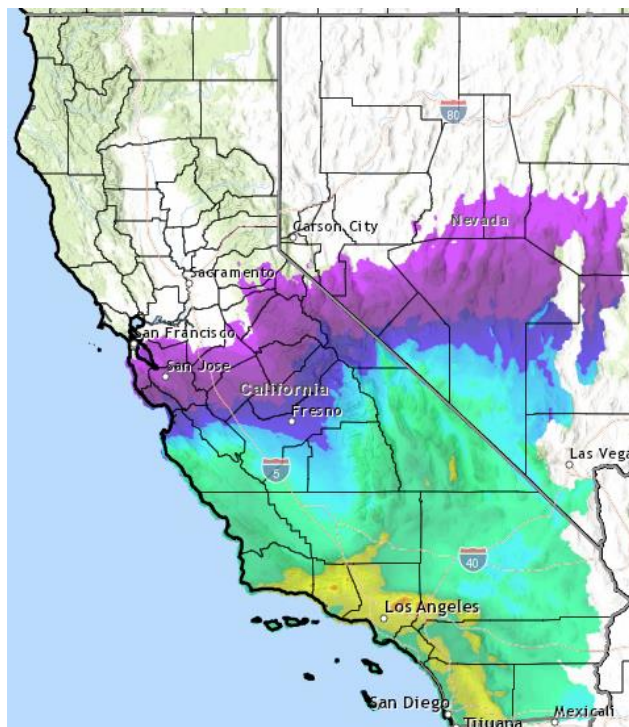 80
Nevada
Carson City
Sacramento
San Francisco
San Jose
California
Fresno
5
Las Vega
40
Los Angeles
San Diego
Mexicali
Tijuana